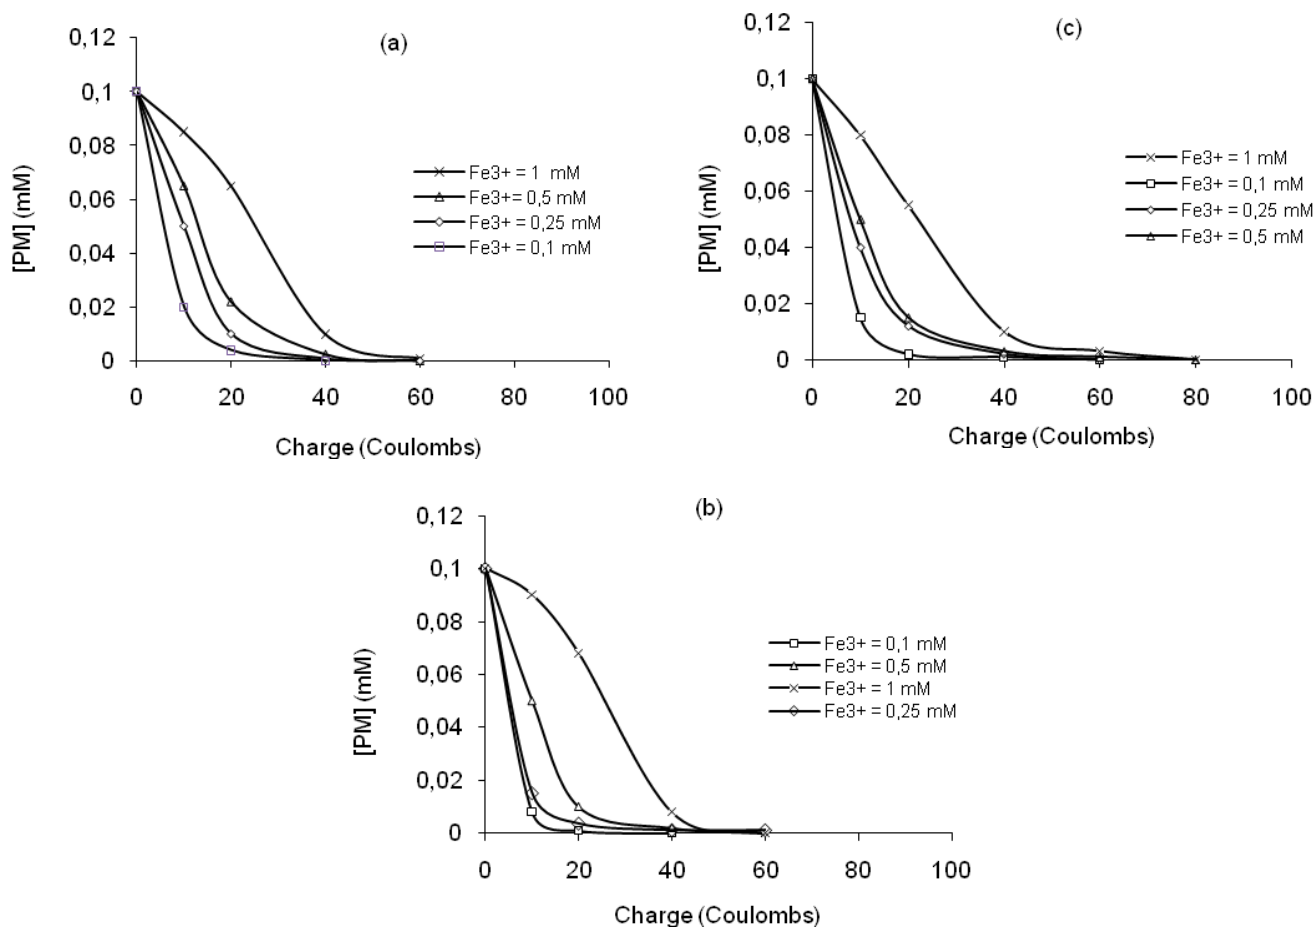 (a)
0,12
0,1
0,08
0,06
0,04
0,02
0
[PM] (mM)
Fe3+ = 1 mM
Fe3+= 0,5 mM
Fe3+ = 0,25 mM
Fe3+ = 0,1 mM
0 20 40 60 80 100
Charge (Coulombs)
(c)
0,12
0,1
0,08
0,06
0,04
0,02
0
[PM] (mM)
Fe3+ = 1 mM
Fe3+ = 0,1 mM
Fe3+ = 0,25 mM
Fe3+ = 0,5 mM
0 20 40 60 80 100
Charge (Coulombs)
(b)
0,12
0,1
0,08
0,06
0,04
0,02
0
[PM] (mM)
Fe3+ = 0,1 mM
Fe3+ = 0,5 mM
Fe3+ = 1 mM
Fe3+ = 0,25 mM
0 20 40 60 80 100
Charge (Coulombs)